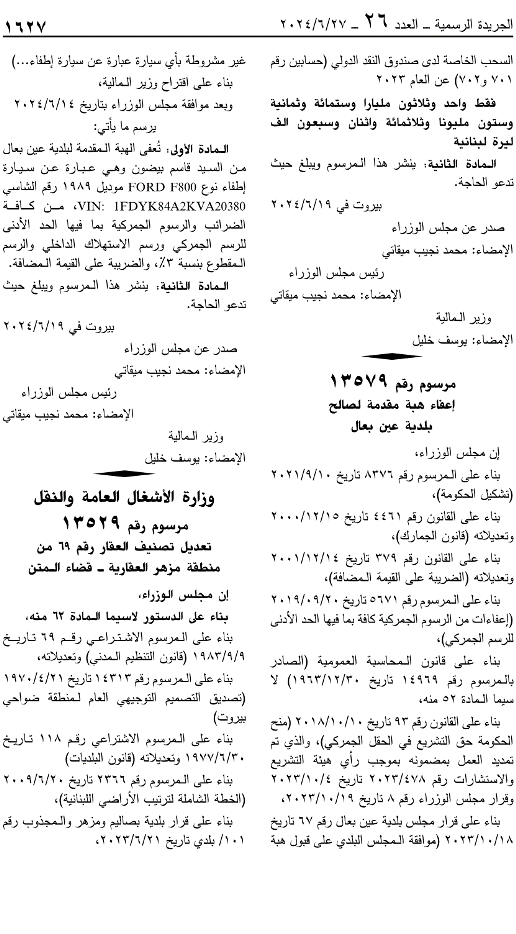 الجريدة الرسمية ــ العدد ٢٦ ــ ٢٠٢٤/٦/٢٧
١٦٢٧
السحب الخاصة لدى صندوق النقد الدولي (حسابين رقم
٧٠١ و٧٠٢) عن العام ٢٠٢٣
فقط واحد وثلاثون مليارا وستمائة وثمانية
وستون مليونا وثلاثمائة واثنان وسبعون الف
ليرة لبنانية
المادة الثانية: ينشر هذا المرسوم ويبلغ حيث
تدعو الحاجة.
بيروت في ٢٠٢٤/٦/١٩
صدر عن مجلس الوزراء
الإمضاء: محمد نجيب ميقاتي
رئيس مجلس الوزراء
الإمضاء: محمد نجيب ميقاتي
وزير المالية
الإمضاء: يوسف خليل
مرسوم رقم ١٣٥٧٩
إعفاء هبة مقدمة لصالح
بلدية عين بعال
إن مجلس الوزراء،
بناء على المرسوم رقم ٨٣٧٦ تاريخ ٢٠٢١/٩/١٠
(تشكيل الحكومة)،
بناء على القانون رقم ٤٤٦١ تاريخ ٢٠٠٠/١٢/١٥
وتعديلاته (قانون الجمارك)،
بناء على القانون رقم ٣٧٩ تاريخ ٢٠٠١/١٢/١٤
وتعديلاته (الضريبة على القيمة المضافة)،
بناء على المرسوم رقم ٥٦٧١ تاريخ ٢٠١٩/٠٩/٢٠
(إعفاءات من الرسوم الجمركية كافة بما فيها الحد الأدنى
للرسم الجمركي)،
بناء على قانون المحاسبة العمومية (الصادر
بالمرسوم رقم ١٤٩٦٩ تاريخ ١٩٦٣/١٢/٣٠) لا
سيما المادة ٥٢ منه،
بناء على القانون رقم ٩٣ تاريخ ٢٠١٨/١٠/١٠ (منح
الحكومة حق التشريع في الحقل الجمركي)، والذي تم
تمديد العمل بمضمونه بموجب رأي هيئة التشريع
والاستشارات رقم ٢٠٢٣/٤٧٨ تاريخ ٢٠٢٣/١٠/٤
وقرار مجلس الوزراء رقم ٨ تاريخ ٢٠٢٣/١٠/١٩،
بناء على قرار مجلس بلدية عين بعال رقم ٦٧ تاريخ
٢٠٢٣/١٠/١٨ (موافقة المجلس البلدي على قبول هبة
غير مشروطة بأي سيارة عبارة عن سيارة إطفاء...)
بناء على اقتراح وزير المالية،
وبعد موافقة مجلس الوزراء بتاريخ ٢٠٢٤/٦/١٤
يرسم ما يأتي:
المادة الأولى: تُعفى الهبة المقدمة لبلدية عين بعال
من السيد قاسم بيضون وهي عبارة عن سيارة
إطفاء نوع FORD F800 موديل ١٩٨٩ رقم الشاسي
VIN: 1FDYK84A2KVA20380، من كافة
الضرائب والرسوم الجمركية بما فيها الحد الأدنى
للرسم الجمركي ورسم الاستهلاك الداخلي والرسم
المقطوع بنسبة ٣٪، والضريبة على القيمة المضافة.
المادة الثانية: ينشر هذا المرسوم ويبلغ حيث
تدعو الحاجة.
بيروت في ٢٠٢٤/٦/١٩
صدر عن مجلس الوزراء
الإمضاء: محمد نجيب ميقاتي
رئيس مجلس الوزراء
الإمضاء: محمد نجيب ميقاتي
وزير المالية
الإمضاء: يوسف خليل
وزارة الأشغال العامة والنقل
مرسوم رقم ١٣٥٢٩
تعديل تصنيف العقار رقم ٦٩ من
منطقة مزهر العقارية ــ قضاء المتن
إن مجلس الوزراء،
بناء على الدستور لاسيما المادة ٦٢ منه،
بناء على المرسوم الاشتراعي رقم ٦٩ تاريخ
١٩٨٣/٩/٩ (قانون التنظيم المدني) وتعديلاته،
بناء على المرسوم رقم ١٤٣١٣ تاريخ ١٩٧٠/٤/٢١
(تصديق التصميم التوجيهي العام لمنطقة ضواحي
بيروت)
بناء على المرسوم الاشتراعي رقم ١١٨ تاريخ
١٩٧٧/٦/٣٠ وتعديلاته (قانون البلديات)
بناء على المرسوم رقم ٢٣٦٦ تاريخ ٢٠٠٩/٦/٢٠
(الخطة الشاملة لترتيب الأراضي اللبنانية)،
بناء على قرار بلدية بصاليم ومزهر والمجذوب رقم
١٠١/ بلدي تاريخ ٢٠٢٣/٦/٢١،